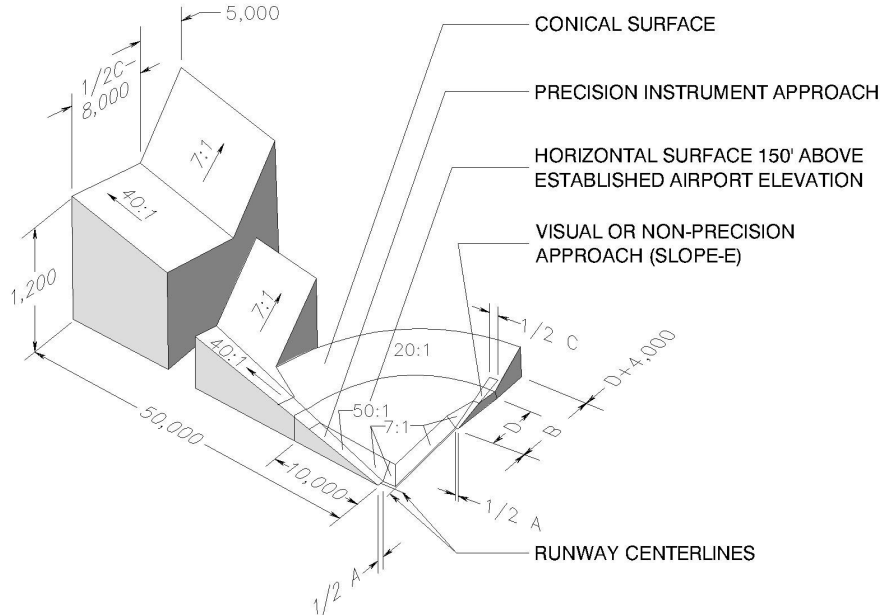 5,000
1/2C-
8,000
7:1
40:1
1,200
7:1
40:1
50,000
10,000
1/2 A
50:1
7:1
20:1
1/2 C
D+4,000
B
D
1/2 A
CONICAL SURFACE
PRECISION INSTRUMENT APPROACH
HORIZONTAL SURFACE 150' ABOVE
ESTABLISHED AIRPORT ELEVATION
VISUAL OR NON-PRECISION
APPROACH (SLOPE-E)
RUNWAY CENTERLINES